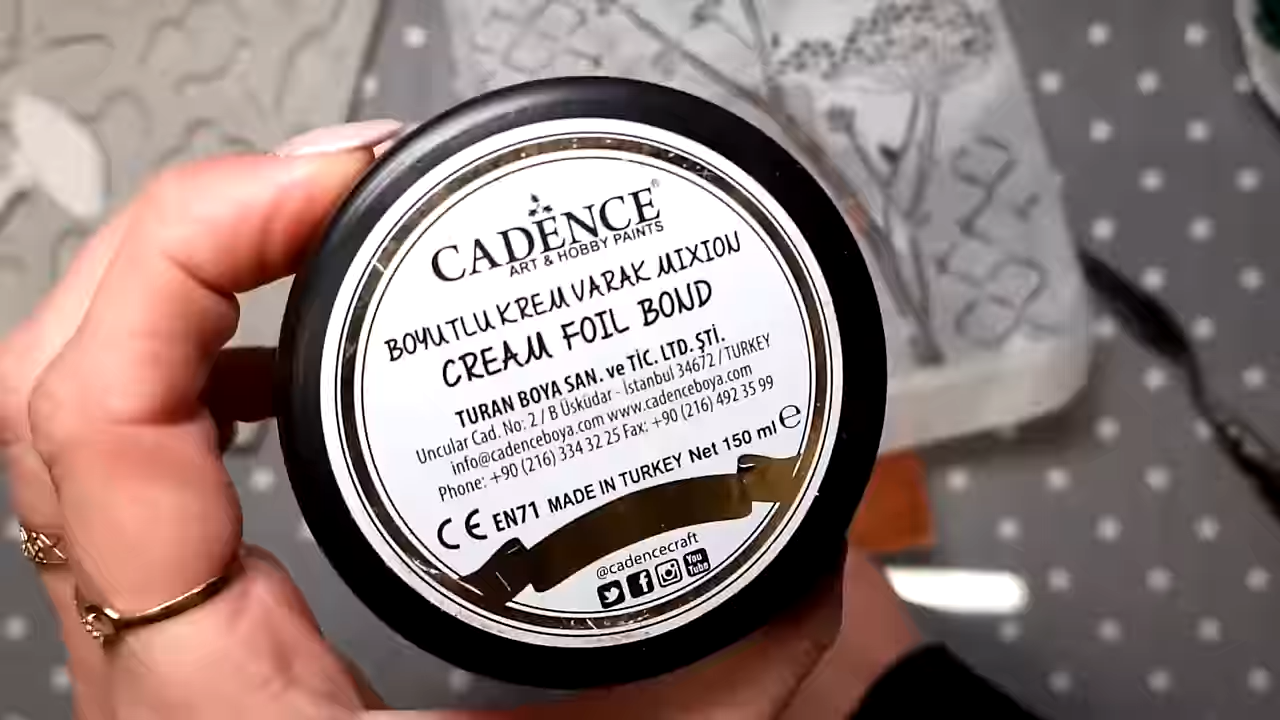 CADENCE®
ART & HOBBY PAINTS
BOYUTLU KREM VARAK MIXION
CREAM FOIL BOND
TURAN BOYA SAN. ve TİC. LTD. ŞTİ.
Uncular Cad. No: 2 / B Üsküdar - İstanbul 34672 / TURKEY
info@cadenceboya.com www.cadenceboya.com
Phone: +90 (216) 334 32 25 Fax: +90 (216) 492 35 99
CE EN71 MADE IN TURKEY Net 150 ml e
@cadencecraft
You Tube